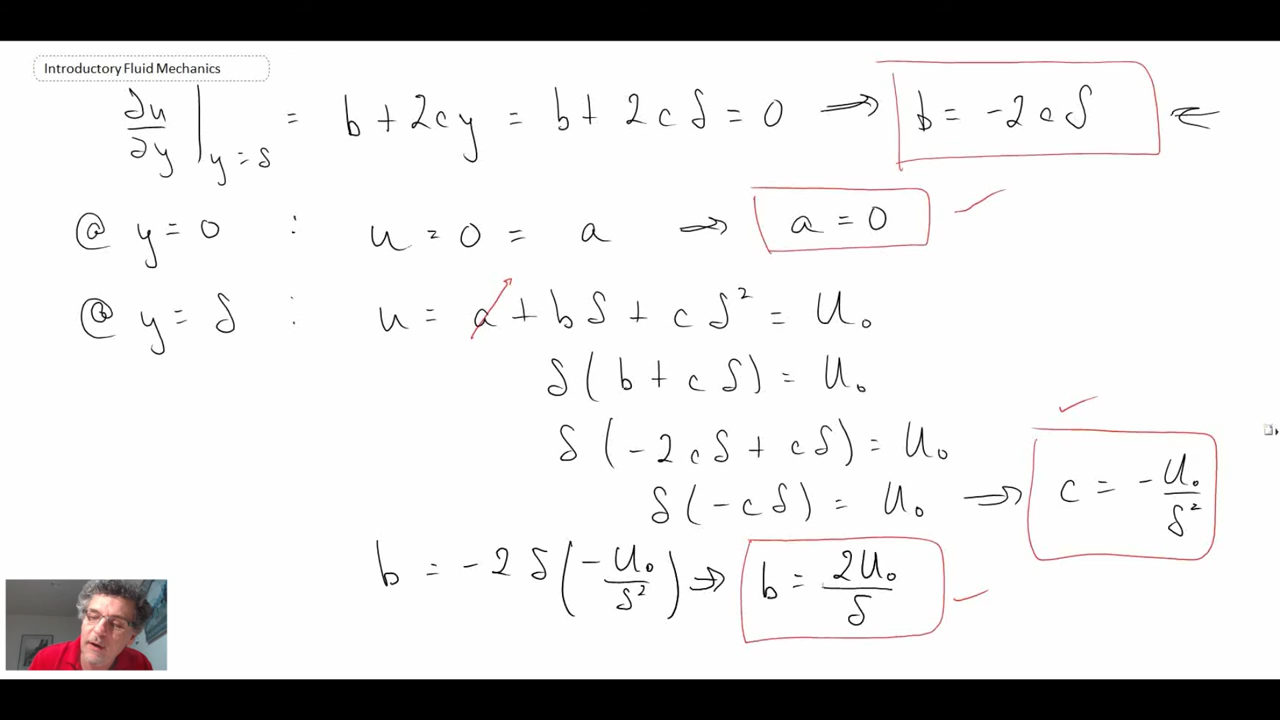 Introductory Fluid Mechanics
∂u/∂y |y=δ = b + 2cy = b + 2cδ = 0 ⇒ b = -2cδ ⇐
@ y = 0 : u = 0 = a ⇒ a = 0 ✓
@ y = δ : u = a + bδ + cδ² = U₀
δ(b + cδ) = U₀
δ(-2cδ + cδ) = U₀
δ(-cδ) = U₀ ⇒ c = -U₀/δ² ✓
b = -2δ(-U₀/δ²) ⇒ b = 2U₀/δ ✓